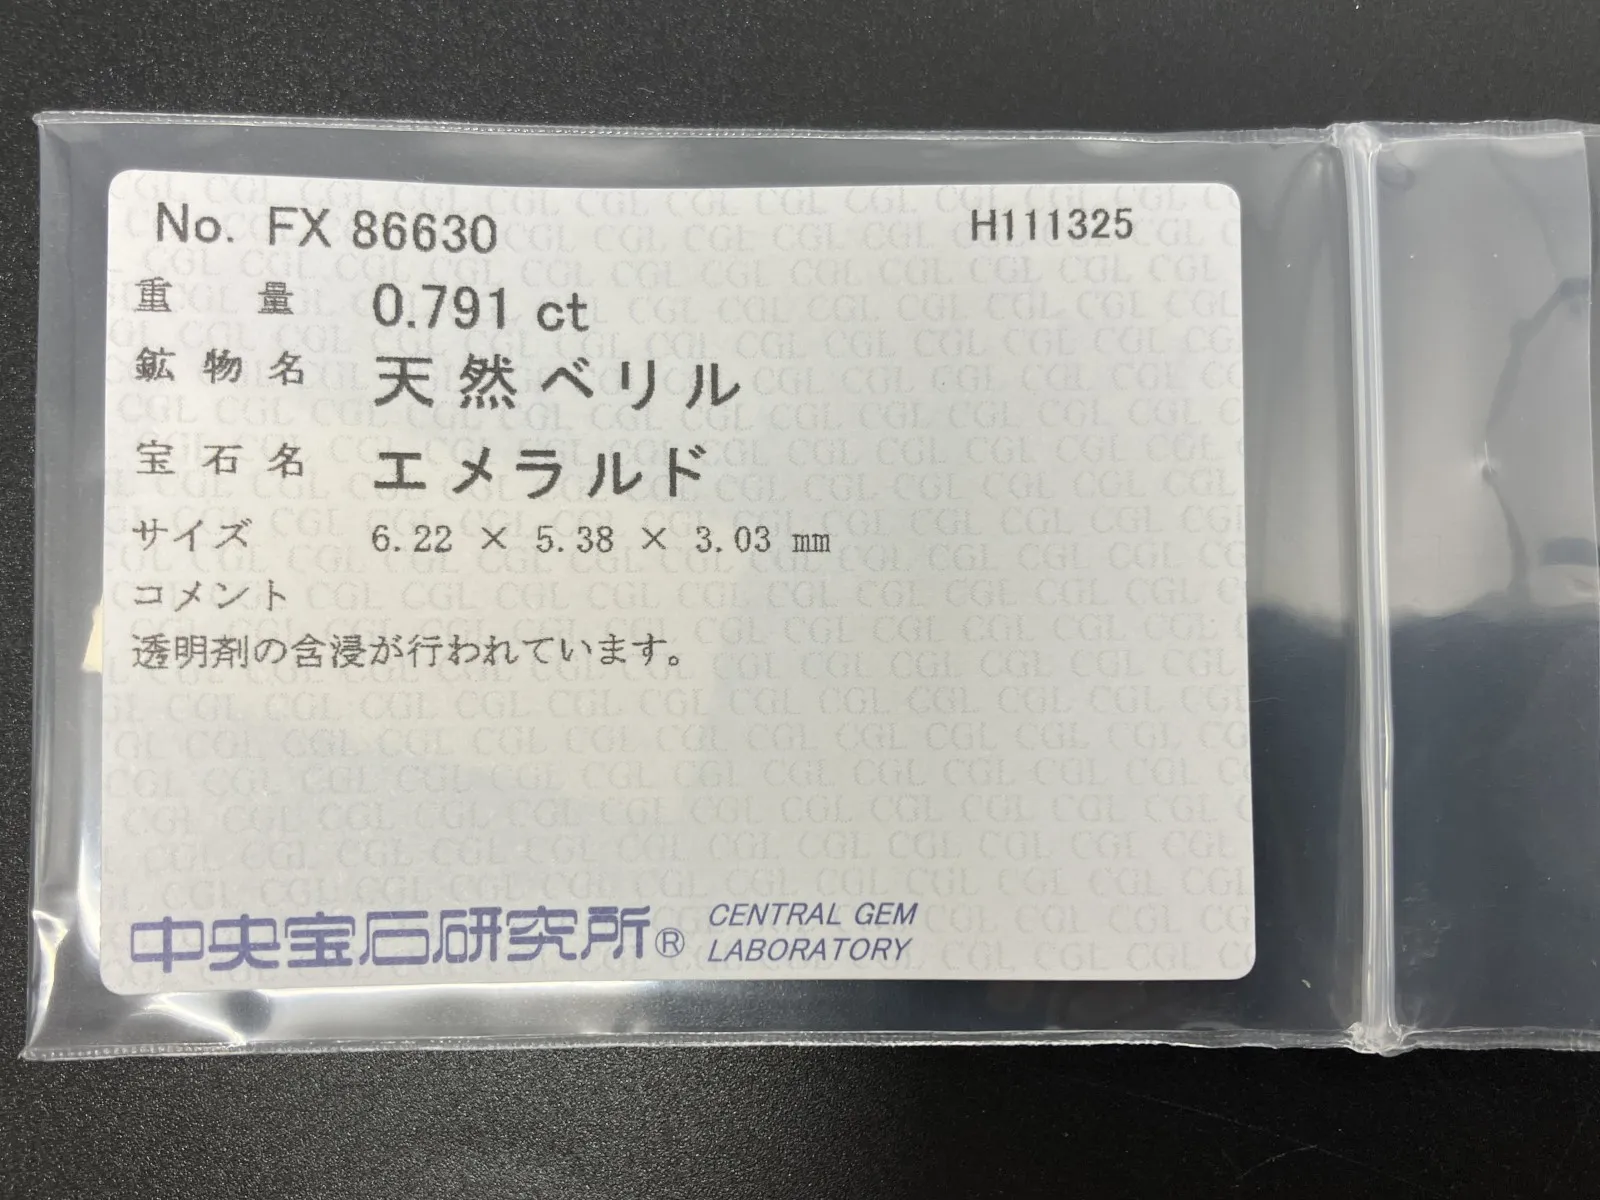 No. FX 86630 H111325
重量 0.791 ct
鉱物名 天然ベリル
宝石名 エメラルド
サイズ 6.22 × 5.38 × 3.03 mm
コメント
透明剤の含浸が行われています。
中央宝石研究所® CENTRAL GEM
LABORATORY